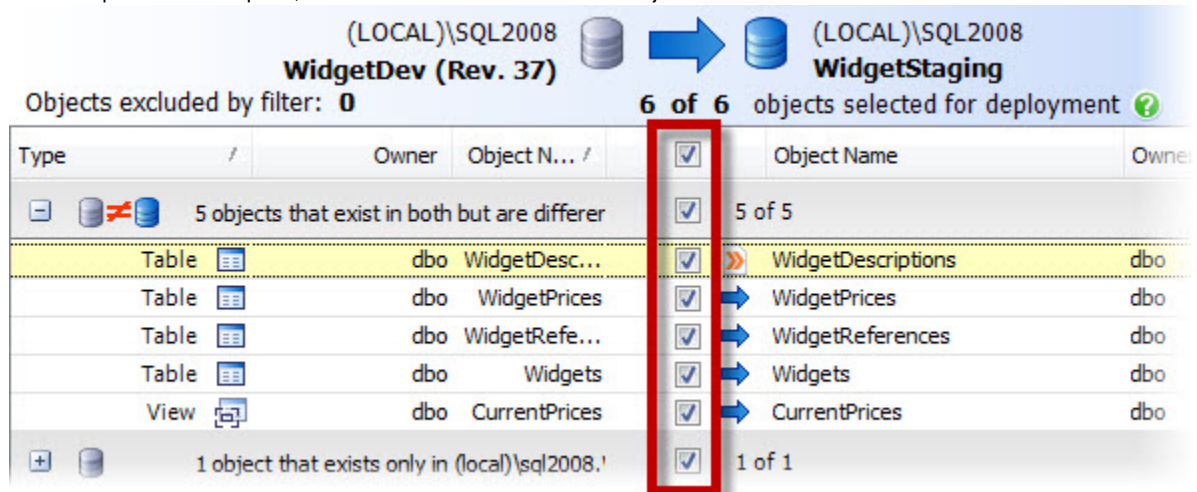 (LOCAL)\SQL2008 (LOCAL)\SQL2008
WidgetDev (Rev. 37) WidgetStaging
Objects excluded by filter: 0 6 of 6 objects selected for deployment
Type Owner Object N... Object Name Owne
5 objects that exist in both but are differer 5 of 5
Table dbo WidgetDesc... WidgetDescriptions dbo
Table dbo WidgetPrices WidgetPrices dbo
Table dbo WidgetRefe... WidgetReferences dbo
Table dbo Widgets Widgets dbo
View dbo CurrentPrices CurrentPrices dbo
1 object that exists only in (local)\sql2008.' 1 of 1